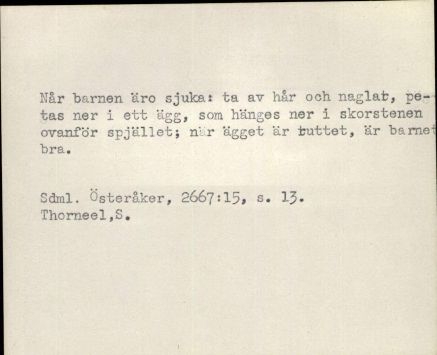 När barnen äro sjuka: ta av hår och naglat, pe-
tas ner i ett ägg, som hänges ner i skorstenen
ovanför spjället; när ägget är tuttet, är barnet
bra.
Sdml. Österåker, 2667:15, s. 13.
Thorneel,S.